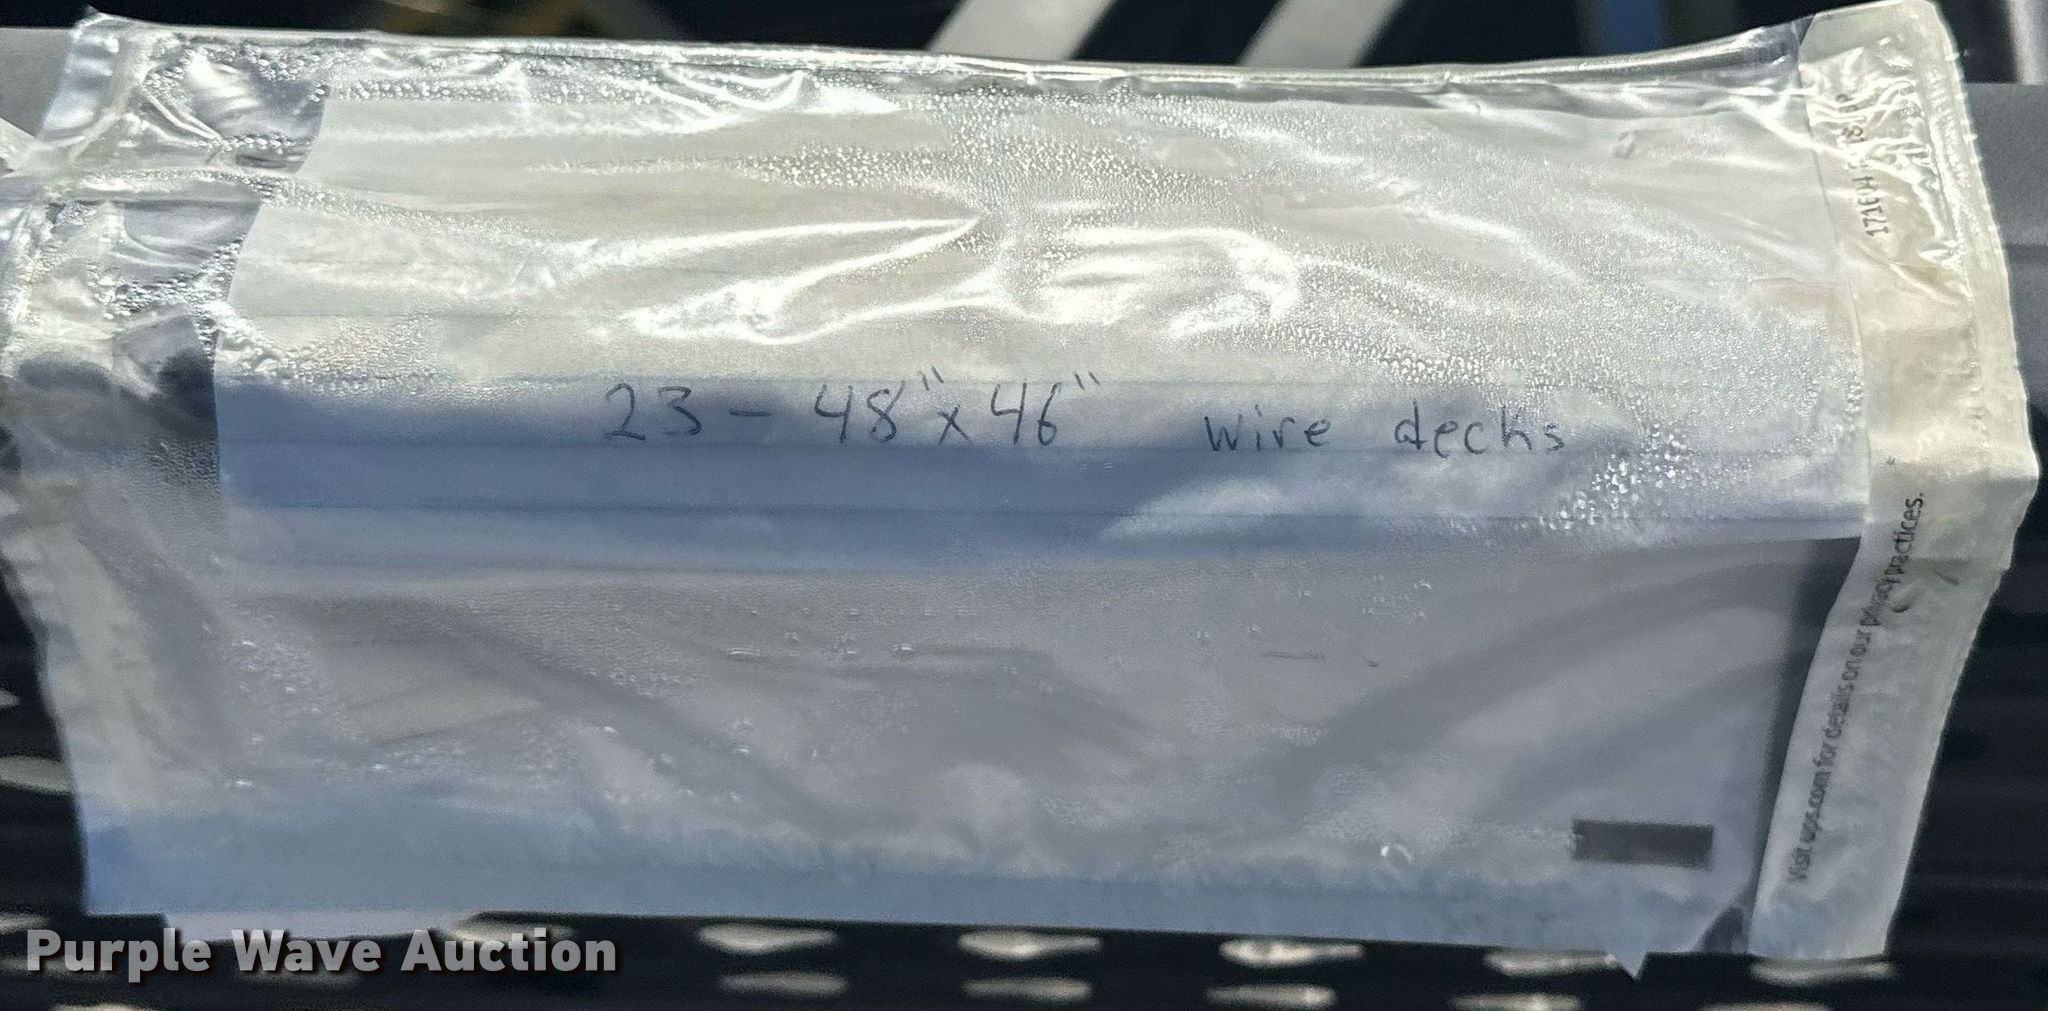 23 - 48" x 46" wire decks
Visit ups.com for details on our privacy practices.
Purple Wave Auction